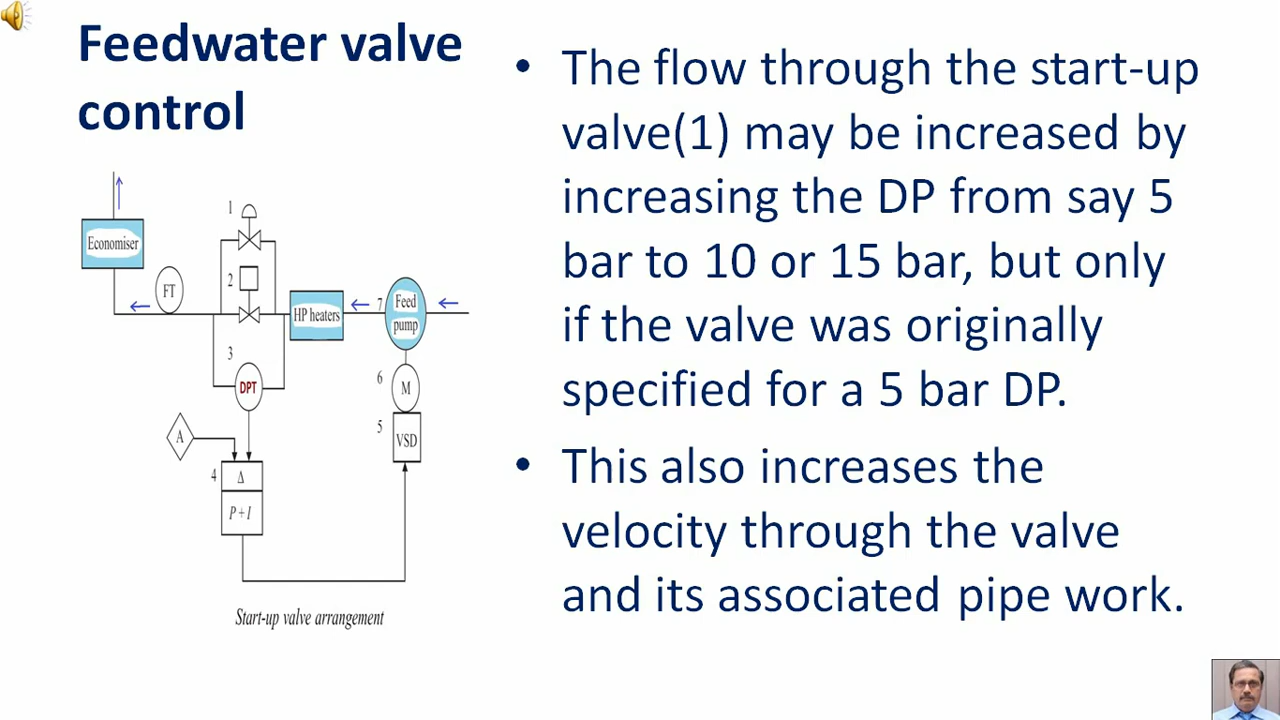 Feedwater valve
control
• The flow through the start-up
valve(1) may be increased by
increasing the DP from say 5
bar to 10 or 15 bar, but only
if the valve was originally
specified for a 5 bar DP.
• This also increases the
velocity through the valve
and its associated pipe work.
1
Economiser
2
FT
HP heaters
7
Feed
pump
3
DPT
6
M
5
VSD
A
4
Δ
P + I
Start-up valve arrangement